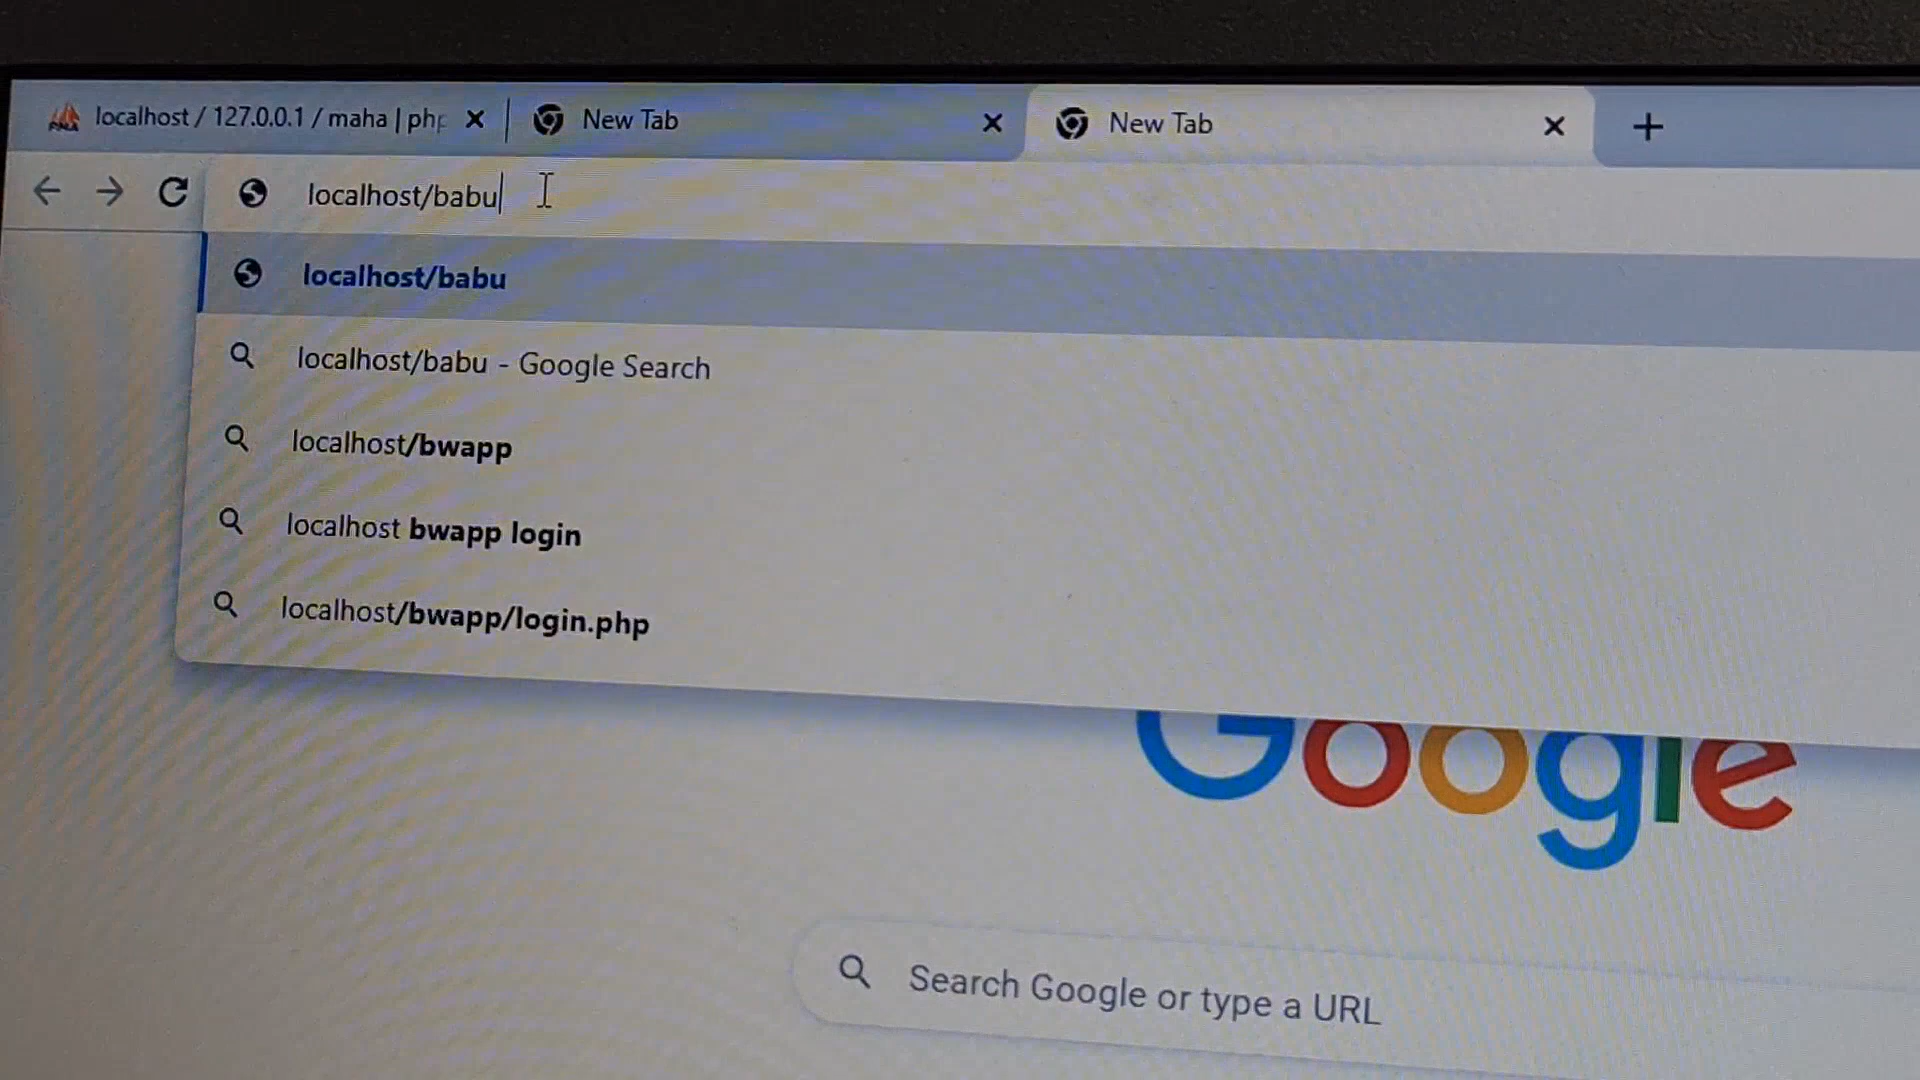 localhost / 127.0.0.1 / maha | php
New Tab
New Tab
localhost/babu
localhost/babu
localhost/babu - Google Search
localhost/bwapp
localhost bwapp login
localhost/bwapp/login.php
Google
Search Google or type a URL